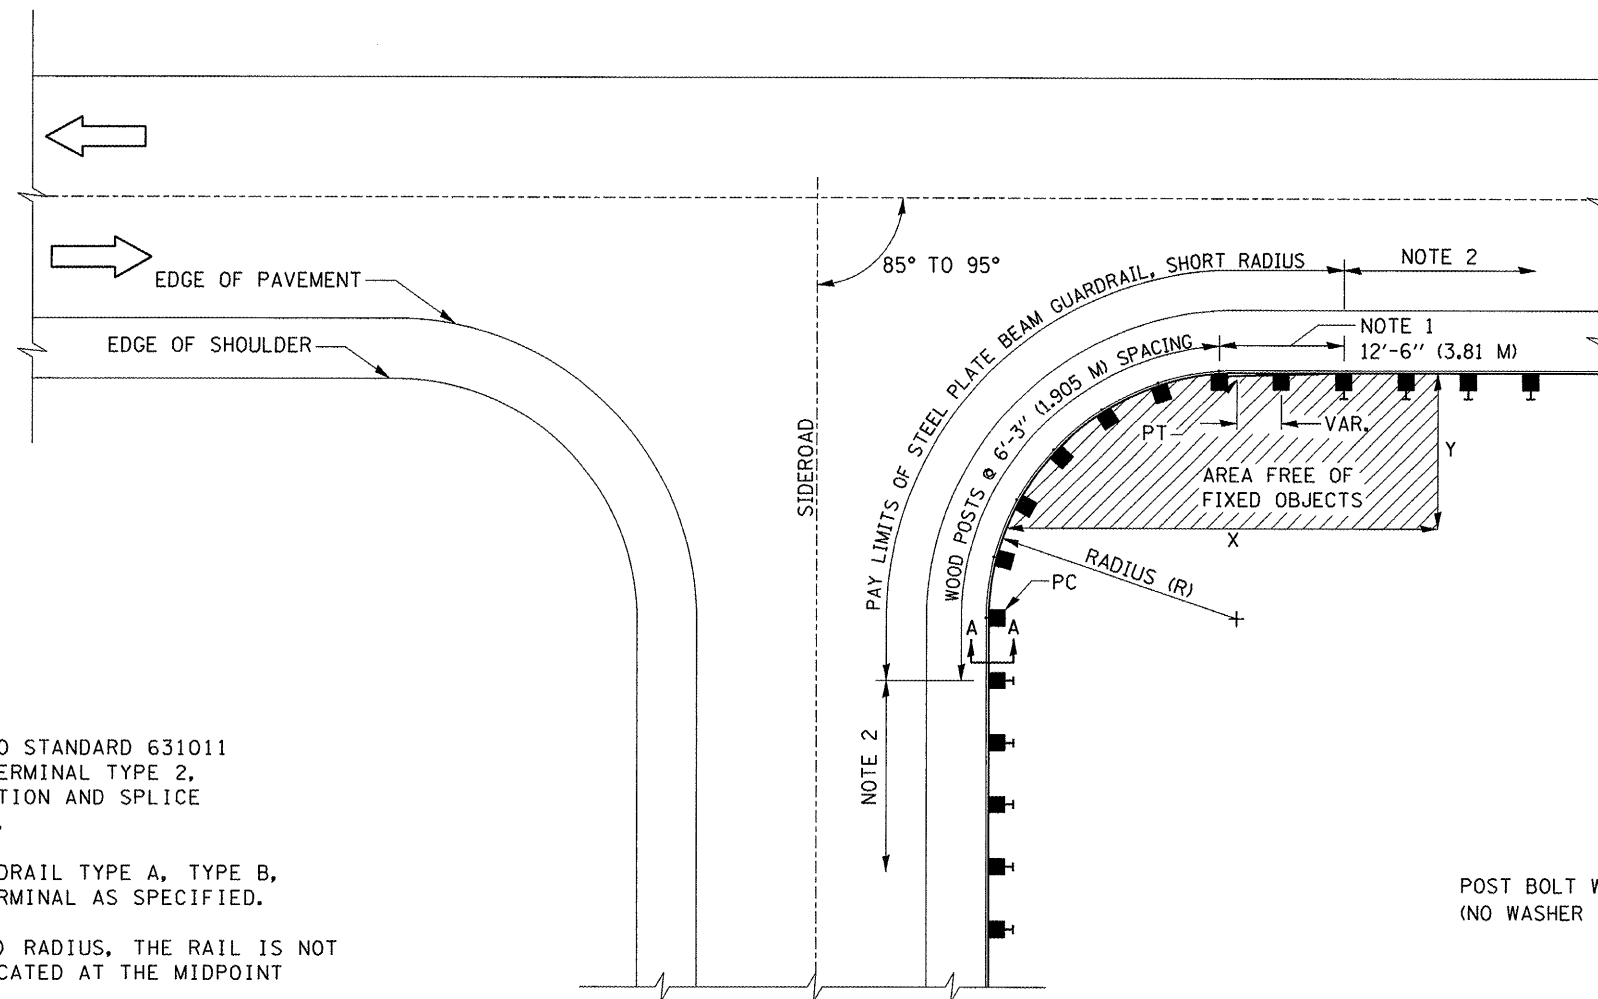 EDGE OF PAVEMENT
EDGE OF SHOULDER
SIDEROAD
85° TO 95°
PAY LIMITS OF STEEL PLATE BEAM GUARDRAIL, SHORT RADIUS
NOTE 2
WOOD POSTS @ 6'-3" (1.905 M) SPACING
NOTE 1
12'-6" (3.81 M)
PT
VAR.
Y
AREA FREE OF
FIXED OBJECTS
X
RADIUS (R)
PC
A A
NOTE 2
O STANDARD 631011
ERMINAL TYPE 2,
TION AND SPLICE
DRAIL TYPE A, TYPE B,
RMINAL AS SPECIFIED.
RADIUS, THE RAIL IS NOT
CATED AT THE MIDPOINT
POST BOLT W
(NO WASHER